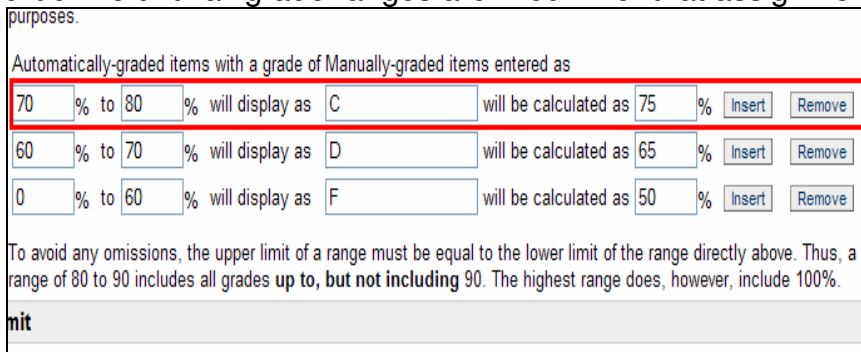 purposes.
Automatically-graded items with a grade of Manually-graded items entered as
70 % to 80 % will display as C will be calculated as 75 % Insert Remove
60 % to 70 % will display as D will be calculated as 65 % Insert Remove
0 % to 60 % will display as F will be calculated as 50 % Insert Remove
To avoid any omissions, the upper limit of a range must be equal to the lower limit of the range directly above. Thus, a
range of 80 to 90 includes all grades up to, but not including 90. The highest range does, however, include 100%.
mit